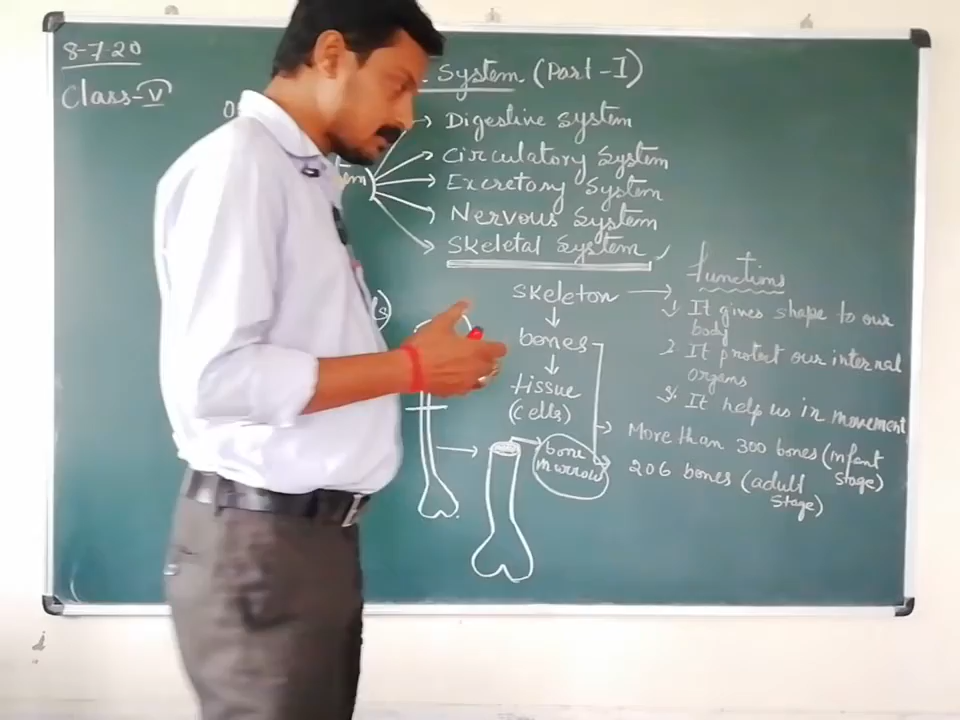 8-7-20
Class-V
System (Part-I)
Digestive System
Circulatory System
Excretory System
Nervous System
Skeletal System
Skeleton
bones
tissue
(cells)
bone
marrow
functions
1. It gives shape to our
body
2. It protect our internal
organs
3. It help us in movement
More than 300 bones (infant
stage)
206 bones (adult
stage)